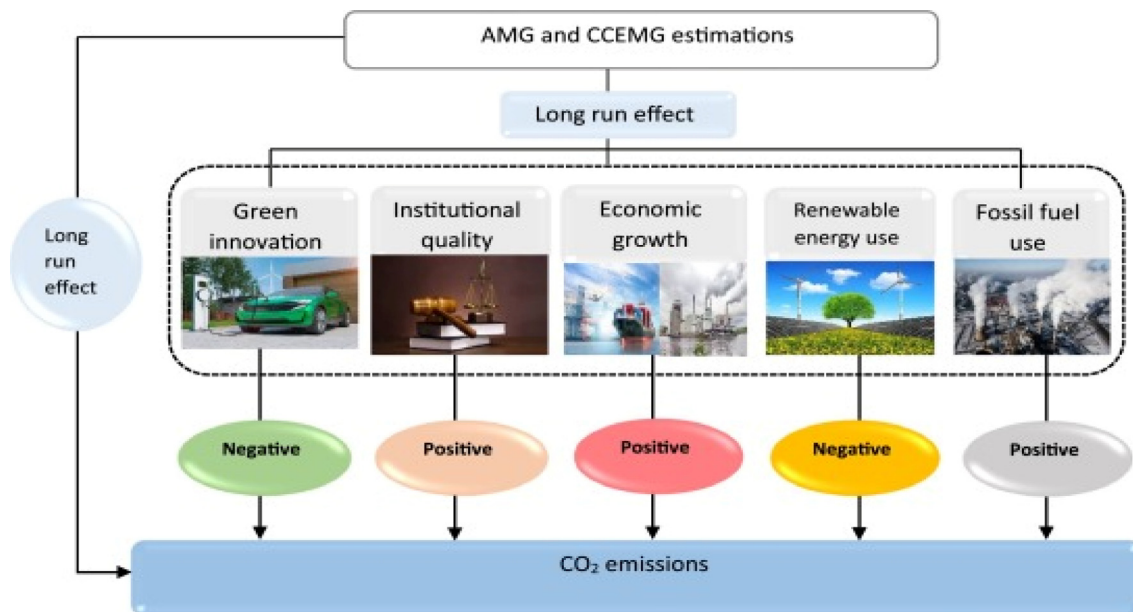 AMG and CCEMG estimations
Long run effect
Green
innovation
Institutional
quality
Economic
growth
Renewable
energy use
Fossil fuel
use
Long
run
effect
Negative
Positive
Positive
Negative
Positive
CO₂ emissions